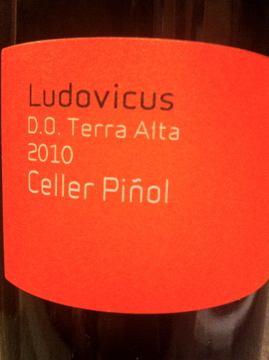 Ludovicus
D.O. Terra Alta
2010
Celler Piñol